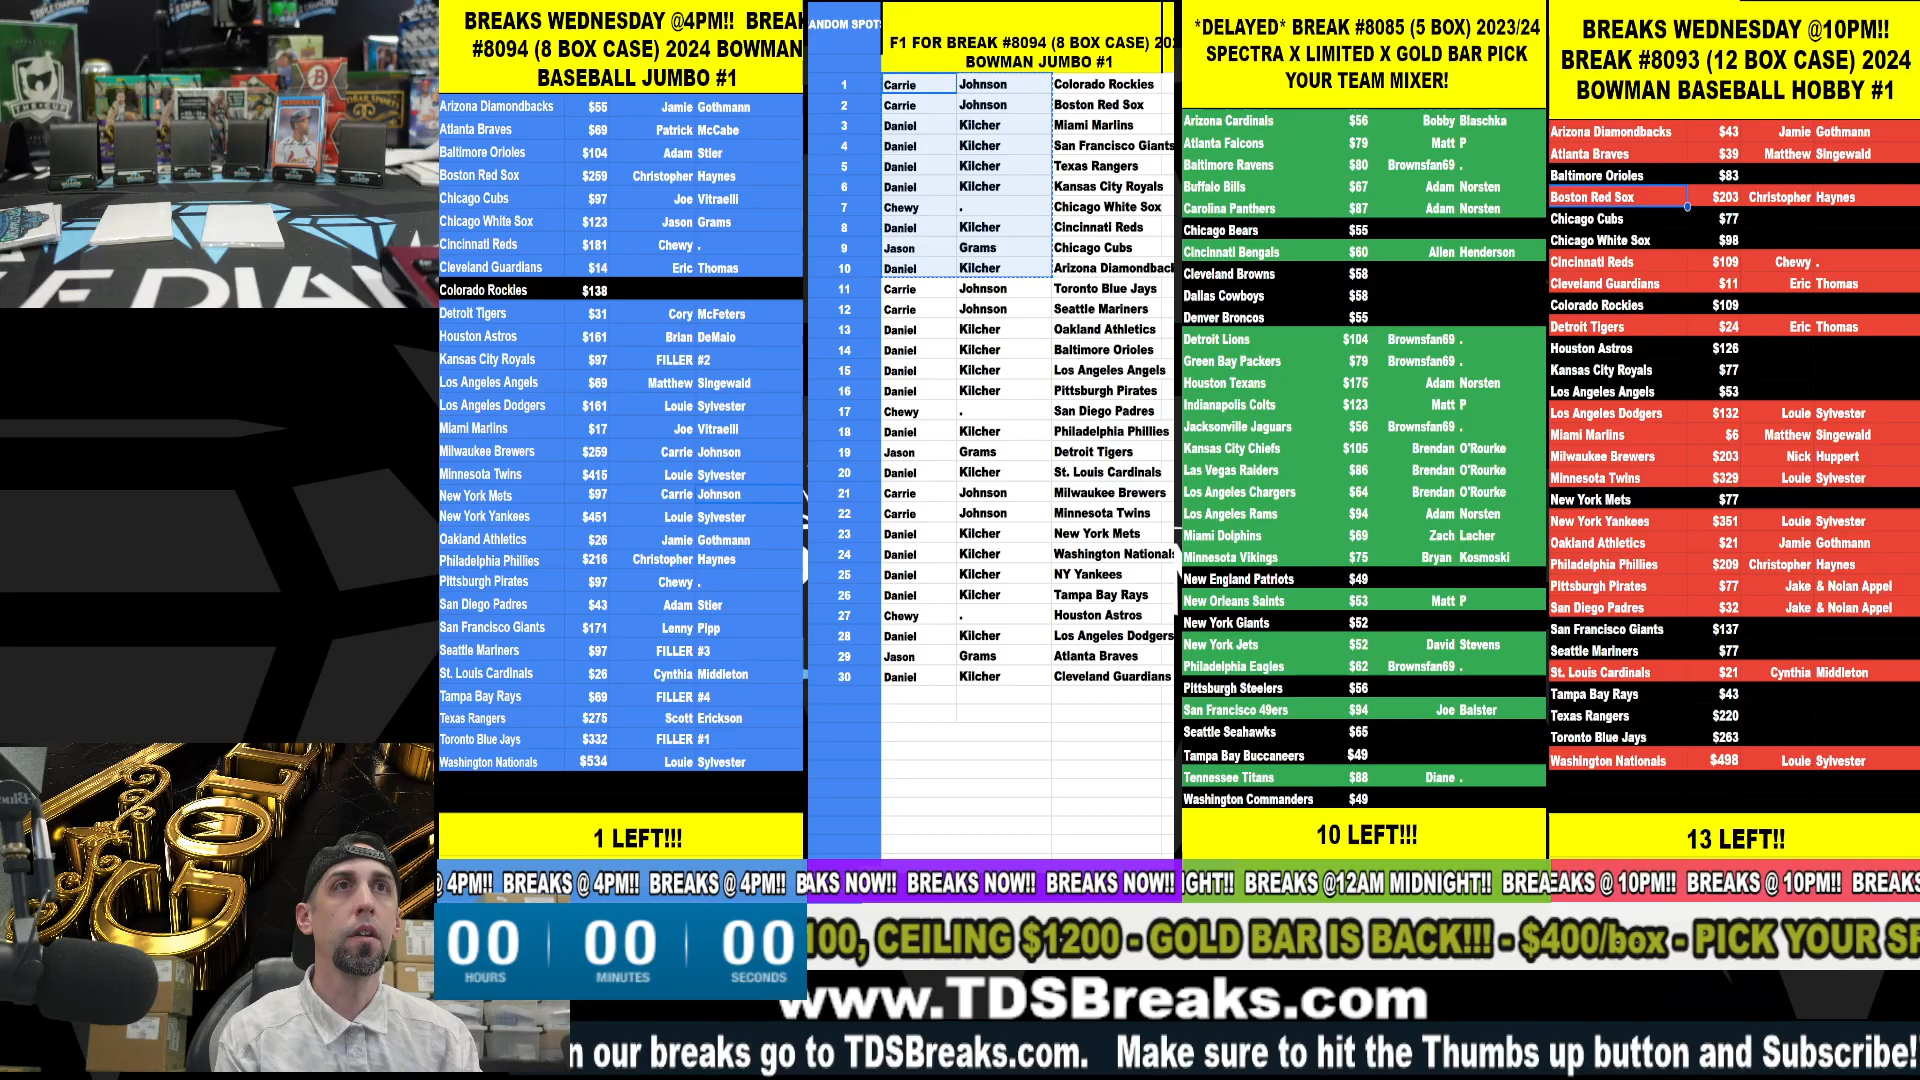 BREAKS WEDNESDAY @4PM!! BREAK
#8094 (8 BOX CASE) 2024 BOWMAN
BASEBALL JUMBO #1
Arizona Diamondbacks $55 Jamie Gothmann
Atlanta Braves $69 Patrick McCabe
Baltimore Orioles $104 Adam Stier
Boston Red Sox $259 Christopher Haynes
Chicago Cubs $97 Joe Vitraelli
Chicago White Sox $123 Jason Grams
Cincinnati Reds $181 Chewy .
Cleveland Guardians $14 Eric Thomas
Colorado Rockies $138
Detroit Tigers $31 Cory McFeters
Houston Astros $161 Brian DeMaio
Kansas City Royals $97 FILLER #2
Los Angeles Angels $69 Matthew Singewald
Los Angeles Dodgers $161 Louie Sylvester
Miami Marlins $17 Joe Vitraelli
Milwaukee Brewers $259 Carrie Johnson
Minnesota Twins $415 Louie Sylvester
New York Mets $97 Carrie Johnson
New York Yankees $451 Louie Sylvester
Oakland Athletics $26 Jamie Gothmann
Philadelphia Phillies $216 Christopher Haynes
Pittsburgh Pirates $97 Chewy .
San Diego Padres $43 Adam Stier
San Francisco Giants $171 Lenny Pipp
Seattle Mariners $97 FILLER #3
St. Louis Cardinals $26 Cynthia Middleton
Tampa Bay Rays $69 FILLER #4
Texas Rangers $275 Scott Erickson
Toronto Blue Jays $332 FILLER #1
Washington Nationals $534 Louie Sylvester
1 LEFT!!!
@ 4PM!! BREAKS @ 4PM!! BREAKS @ 4PM!! B
00 00 00
HOURS MINUTES SECONDS
ANDOM SPOT
F1 FOR BREAK #8094 (8 BOX CASE) 20
BOWMAN JUMBO #1
1 Carrie Johnson Colorado Rockies
2 Carrie Johnson Boston Red Sox
3 Daniel Kilcher Miami Marlins
4 Daniel Kilcher San Francisco Giants
5 Daniel Kilcher Texas Rangers
6 Daniel Kilcher Kansas City Royals
7 Chewy . Chicago White Sox
8 Daniel Kilcher Cincinnati Reds
9 Jason Grams Chicago Cubs
10 Daniel Kilcher Arizona Diamondback
11 Carrie Johnson Toronto Blue Jays
12 Carrie Johnson Seattle Mariners
13 Daniel Kilcher Oakland Athletics
14 Daniel Kilcher Baltimore Orioles
15 Daniel Kilcher Los Angeles Angels
16 Daniel Kilcher Pittsburgh Pirates
17 Chewy . San Diego Padres
18 Daniel Kilcher Philadelphia Phillies
19 Jason Grams Detroit Tigers
20 Daniel Kilcher St. Louis Cardinals
21 Carrie Johnson Milwaukee Brewers
22 Carrie Johnson Minnesota Twins
23 Daniel Kilcher New York Mets
24 Daniel Kilcher Washington Nationals
25 Daniel Kilcher NY Yankees
26 Daniel Kilcher Tampa Bay Rays
27 Chewy . Houston Astros
28 Daniel Kilcher Los Angeles Dodgers
29 Jason Grams Atlanta Braves
30 Daniel Kilcher Cleveland Guardians
AKS NOW!! BREAKS NOW!! BREAKS NOW!!
*DELAYED* BREAK #8085 (5 BOX) 2023/24
SPECTRA X LIMITED X GOLD BAR PICK
YOUR TEAM MIXER!
Arizona Cardinals $56 Bobby Blaschka
Atlanta Falcons $79 Matt P
Baltimore Ravens $80 Brownsfan69 .
Buffalo Bills $67 Adam Norsten
Carolina Panthers $87 Adam Norsten
Chicago Bears $55
Cincinnati Bengals $60 Allen Henderson
Cleveland Browns $58
Dallas Cowboys $58
Denver Broncos $55
Detroit Lions $104 Brownsfan69 .
Green Bay Packers $79 Brownsfan69 .
Houston Texans $175 Adam Norsten
Indianapolis Colts $123 Matt P
Jacksonville Jaguars $56 Brownsfan69 .
Kansas City Chiefs $105 Brendan O'Rourke
Las Vegas Raiders $86 Brendan O'Rourke
Los Angeles Chargers $64 Brendan O'Rourke
Los Angeles Rams $94 Adam Norsten
Miami Dolphins $69 Zach Lacher
Minnesota Vikings $75 Bryan Kosmoski
New England Patriots $49
New Orleans Saints $53 Matt P
New York Giants $52
New York Jets $52 David Stevens
Philadelphia Eagles $62 Brownsfan69 .
Pittsburgh Steelers $56
San Francisco 49ers $94 Joe Balster
Seattle Seahawks $65
Tampa Bay Buccaneers $49
Tennessee Titans $88 Diane .
Washington Commanders $49
10 LEFT!!!
IGHT!! BREAKS @12AM MIDNIGHT!! BREA
BREAKS WEDNESDAY @10PM!!
BREAK #8093 (12 BOX CASE) 2024
BOWMAN BASEBALL HOBBY #1
Arizona Diamondbacks $43 Jamie Gothmann
Atlanta Braves $39 Matthew Singewald
Baltimore Orioles $83
Boston Red Sox $203 Christopher Haynes
Chicago Cubs $77
Chicago White Sox $98
Cincinnati Reds $109 Chewy .
Cleveland Guardians $11 Eric Thomas
Colorado Rockies $109
Detroit Tigers $24 Eric Thomas
Houston Astros $126
Kansas City Royals $77
Los Angeles Angels $53
Los Angeles Dodgers $132 Louie Sylvester
Miami Marlins $6 Matthew Singewald
Milwaukee Brewers $203 Nick Huppert
Minnesota Twins $329 Louie Sylvester
New York Mets $77
New York Yankees $351 Louie Sylvester
Oakland Athletics $21 Jamie Gothmann
Philadelphia Phillies $209 Christopher Haynes
Pittsburgh Pirates $77 Jake & Nolan Appel
San Diego Padres $32 Jake & Nolan Appel
San Francisco Giants $137
Seattle Mariners $77
St. Louis Cardinals $21 Cynthia Middleton
Tampa Bay Rays $43
Texas Rangers $220
Toronto Blue Jays $263
Washington Nationals $498 Louie Sylvester
13 LEFT!!
EAKS @ 10PM!! BREAKS @ 10PM!! BREAKS
100, CEILING $1200 - GOLD BAR IS BACK!!! - $400/box - PICK YOUR SP
www.TDSBreaks.com
n our breaks go to TDSBreaks.com. Make sure to hit the Thumbs up button and Subscribe!
CARDINALS